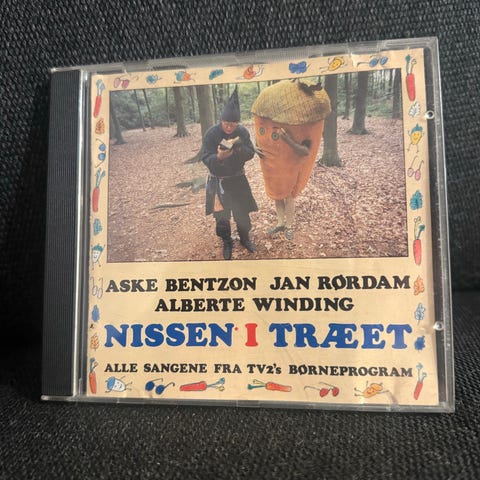 ASKE BENTZON JAN RØRDAM
ALBERTE WINDING
NISSEN I TRÆET
ALLE SANGENE FRA TV2's BØRNEPROGRAM